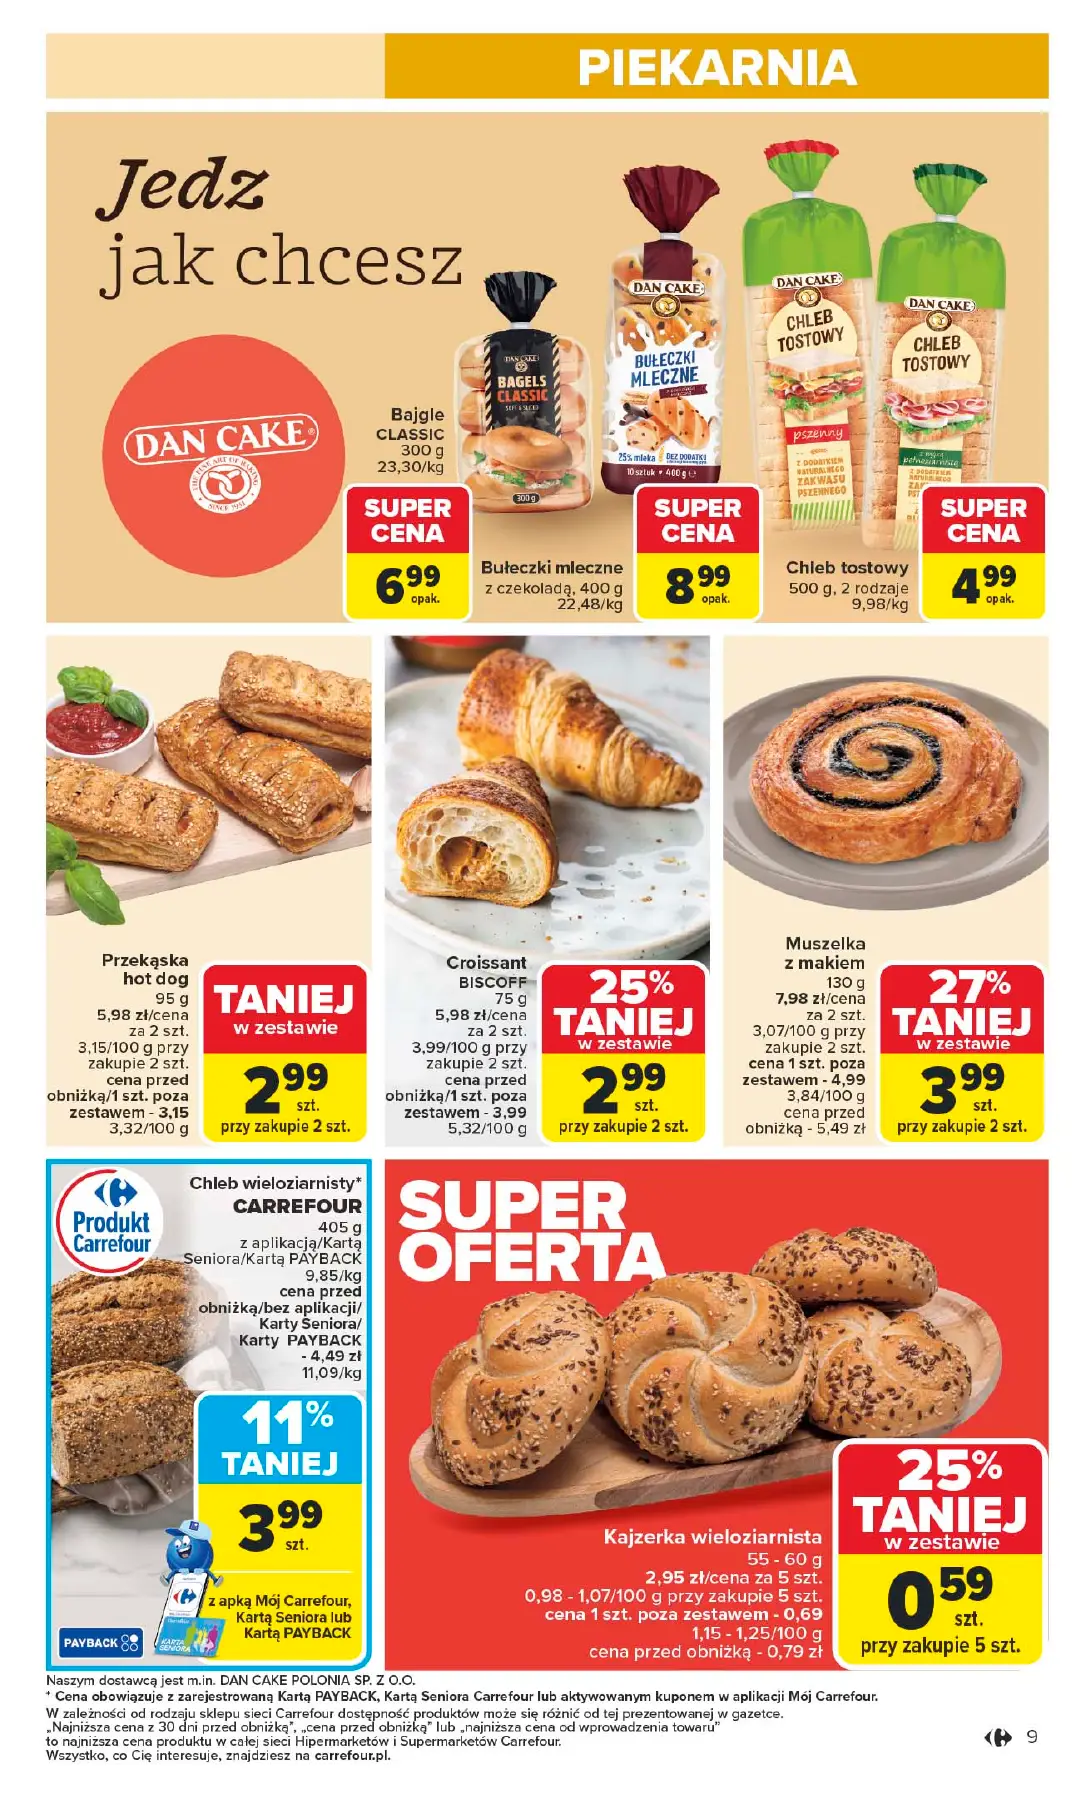 PIEKARNIA
Jedz
jak chcesz
DAN CAKE®
THE FINE ART OF BAKING
SINCE 1931
Bajgle
CLASSIC
300 g
23,30/kg
SUPER
CENA
6 99
opak.
DAN CAKE
BAGELS
CLASSIC
300 g
Bułeczki mleczne
z czekoladą, 400 g
22,48/kg
DAN CAKE
BUŁECZKI
MLECZNE
25% mleka
BEZ DODATKU
10 sztuk • 400 g e
SUPER
CENA
8 99
opak.
DAN CAKE
CHLEB
TOSTOWY
pszenny
Z DODATKIEM
NATURALNEGO
ZAKWASU
PSZENNEGO
DAN CAKE
CHLEB
TOSTOWY
z mąką
pełnoziarnistą
Z DODATKIEM
NATURALNEGO
Chleb tostowy
500 g, 2 rodzaje
9,98/kg
SUPER
CENA
4 99
opak.
Przekąska
hot dog
95 g
5,98 zł/cena
za 2 szt.
3,15/100 g przy
zakupie 2 szt.
cena przed
obniżką/1 szt. poza
zestawem - 3,15
3,32/100 g
TANIEJ
w zestawie
2 99
szt.
przy zakupie 2 szt.
Croissant
BISCOFF
75 g
5,98 zł/cena
za 2 szt.
3,99/100 g przy
zakupie 2 szt.
cena przed
obniżką/1 szt. poza
zestawem - 3,99
5,32/100 g
25%
TANIEJ
w zestawie
2 99
szt.
przy zakupie 2 szt.
Muszelka
z makiem
130 g
7,98 zł/cena
za 2 szt.
3,07/100 g przy
zakupie 2 szt.
cena 1 szt. poza
zestawem - 4,99
3,84/100 g
cena przed
obniżką - 5,49 zł
27%
TANIEJ
w zestawie
3 99
szt.
przy zakupie 2 szt.
Produkt
Carrefour
Chleb wieloziarnisty*
CARREFOUR
405 g
z aplikacją/Kartą
Seniora/Kartą PAYBACK
9,85/kg
cena przed
obniżką/bez aplikacji/
Karty Seniora/
Karty PAYBACK
- 4,49 zł
11,09/kg
11%
TANIEJ
3 99
szt.
z apką Mój Carrefour,
Kartą Seniora lub
Kartą PAYBACK
PAYBACK
KARTA
SENIORA
SUPER
OFERTA
Kajzerka wieloziarnista
55 - 60 g
2,95 zł/cena za 5 szt.
0,98 - 1,07/100 g przy zakupie 5 szt.
cena 1 szt. poza zestawem - 0,69
1,15 - 1,25/100 g
cena przed obniżką - 0,79 zł
25%
TANIEJ
w zestawie
0 59
szt.
przy zakupie 5 szt.
Naszym dostawcą jest m.in. DAN CAKE POLONIA SP. Z O.O.
* Cena obowiązuje z zarejestrowaną Kartą PAYBACK, Kartą Seniora Carrefour lub aktywowanym kuponem w aplikacji Mój Carrefour.
W zależności od rodzaju sklepu sieci Carrefour dostępność produktów może się różnić od tej prezentowanej w gazetce.
„Najniższa cena z 30 dni przed obniżką”, „cena przed obniżką” lub „najniższa cena od wprowadzenia towaru”
to najniższa cena produktu w całej sieci Hipermarketów i Supermarketów Carrefour.
Wszystko, co Cię interesuje, znajdziesz na carrefour.pl.
9